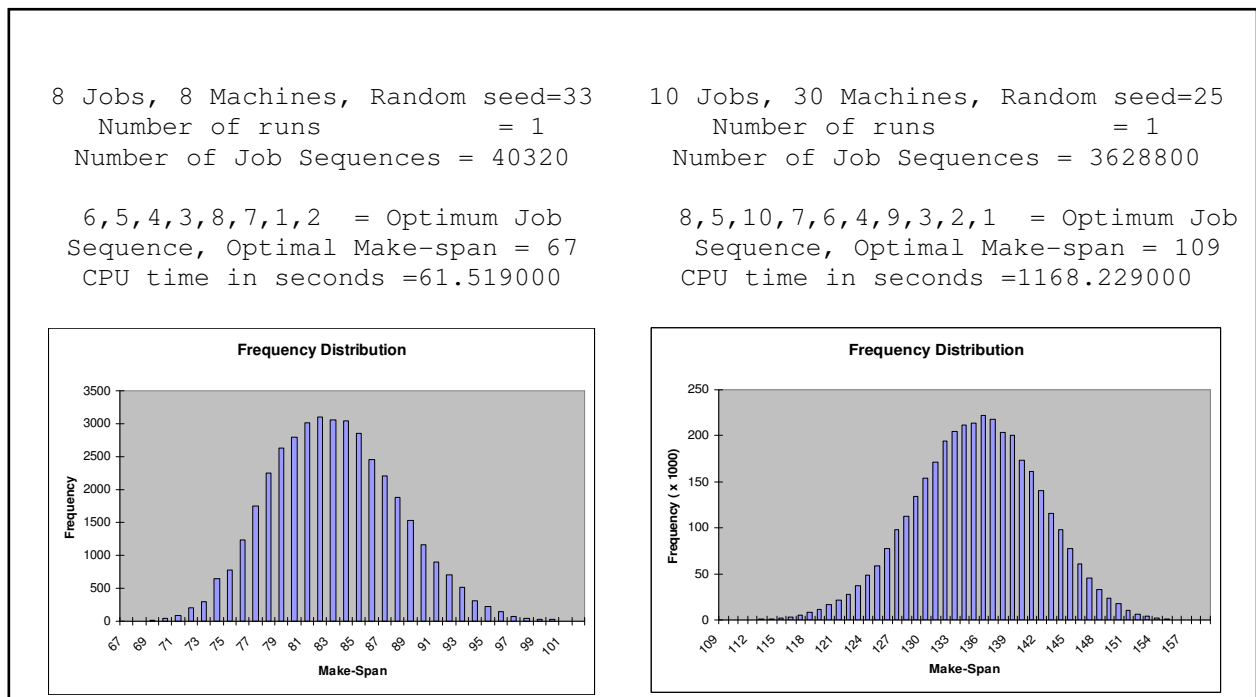 8 Jobs, 8 Machines, Random seed=33
Number of runs = 1
Number of Job Sequences = 40320
6,5,4,3,8,7,1,2 = Optimum Job
Sequence, Optimal Make-span = 67
CPU time in seconds =61.519000
Frequency Distribution
3500
3000
2500
2000
1500
1000
500
0
Frequency
67
69
71
73
75
77
79
81
83
85
87
89
91
93
95
97
99
101
Make-Span
10 Jobs, 30 Machines, Random seed=25
Number of runs = 1
Number of Job Sequences = 3628800
8,5,10,7,6,4,9,3,2,1 = Optimum Job
Sequence, Optimal Make-span = 109
CPU time in seconds =1168.229000
Frequency Distribution
250
200
150
100
50
0
Frequency ( x 1000)
109
112
115
118
121
124
127
130
133
136
139
142
145
148
151
154
157
Make-Span